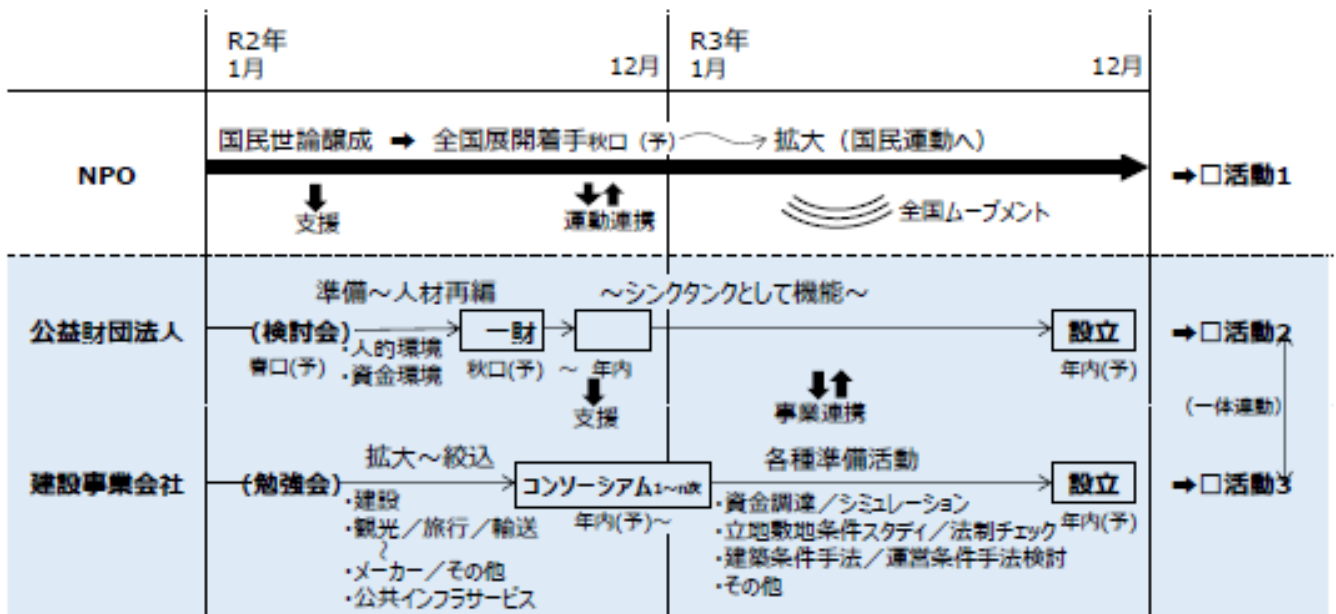 R2年
1月 12月
R3年
1月 12月
NPO
国民世論醸成 ➡ 全国展開着手秋口（予） 拡大（国民運動へ）
➡□活動1
支援
運動連携
全国ムーブメント
準備～人材再編
～シンクタンクとして機能～
公益財団法人
(検討会)
一財
設立
➡□活動2
春口(予)
・人的環境
・資金環境
秋口(予) ～ 年内
年内(予)
支援
事業連携
(一体連動)
拡大～絞込
各種準備活動
建設事業会社
(勉強会)
コンソーシアム1～n次
設立
➡□活動3
・建設
・観光／旅行／輸送
～
・メーカー／その他
・公共インフラサービス
年内(予)～
・資金調達／シミュレーション
・立地敷地条件スタディ／法制チェック
・建築条件手法／運営条件手法検討
・その他
年内(予)